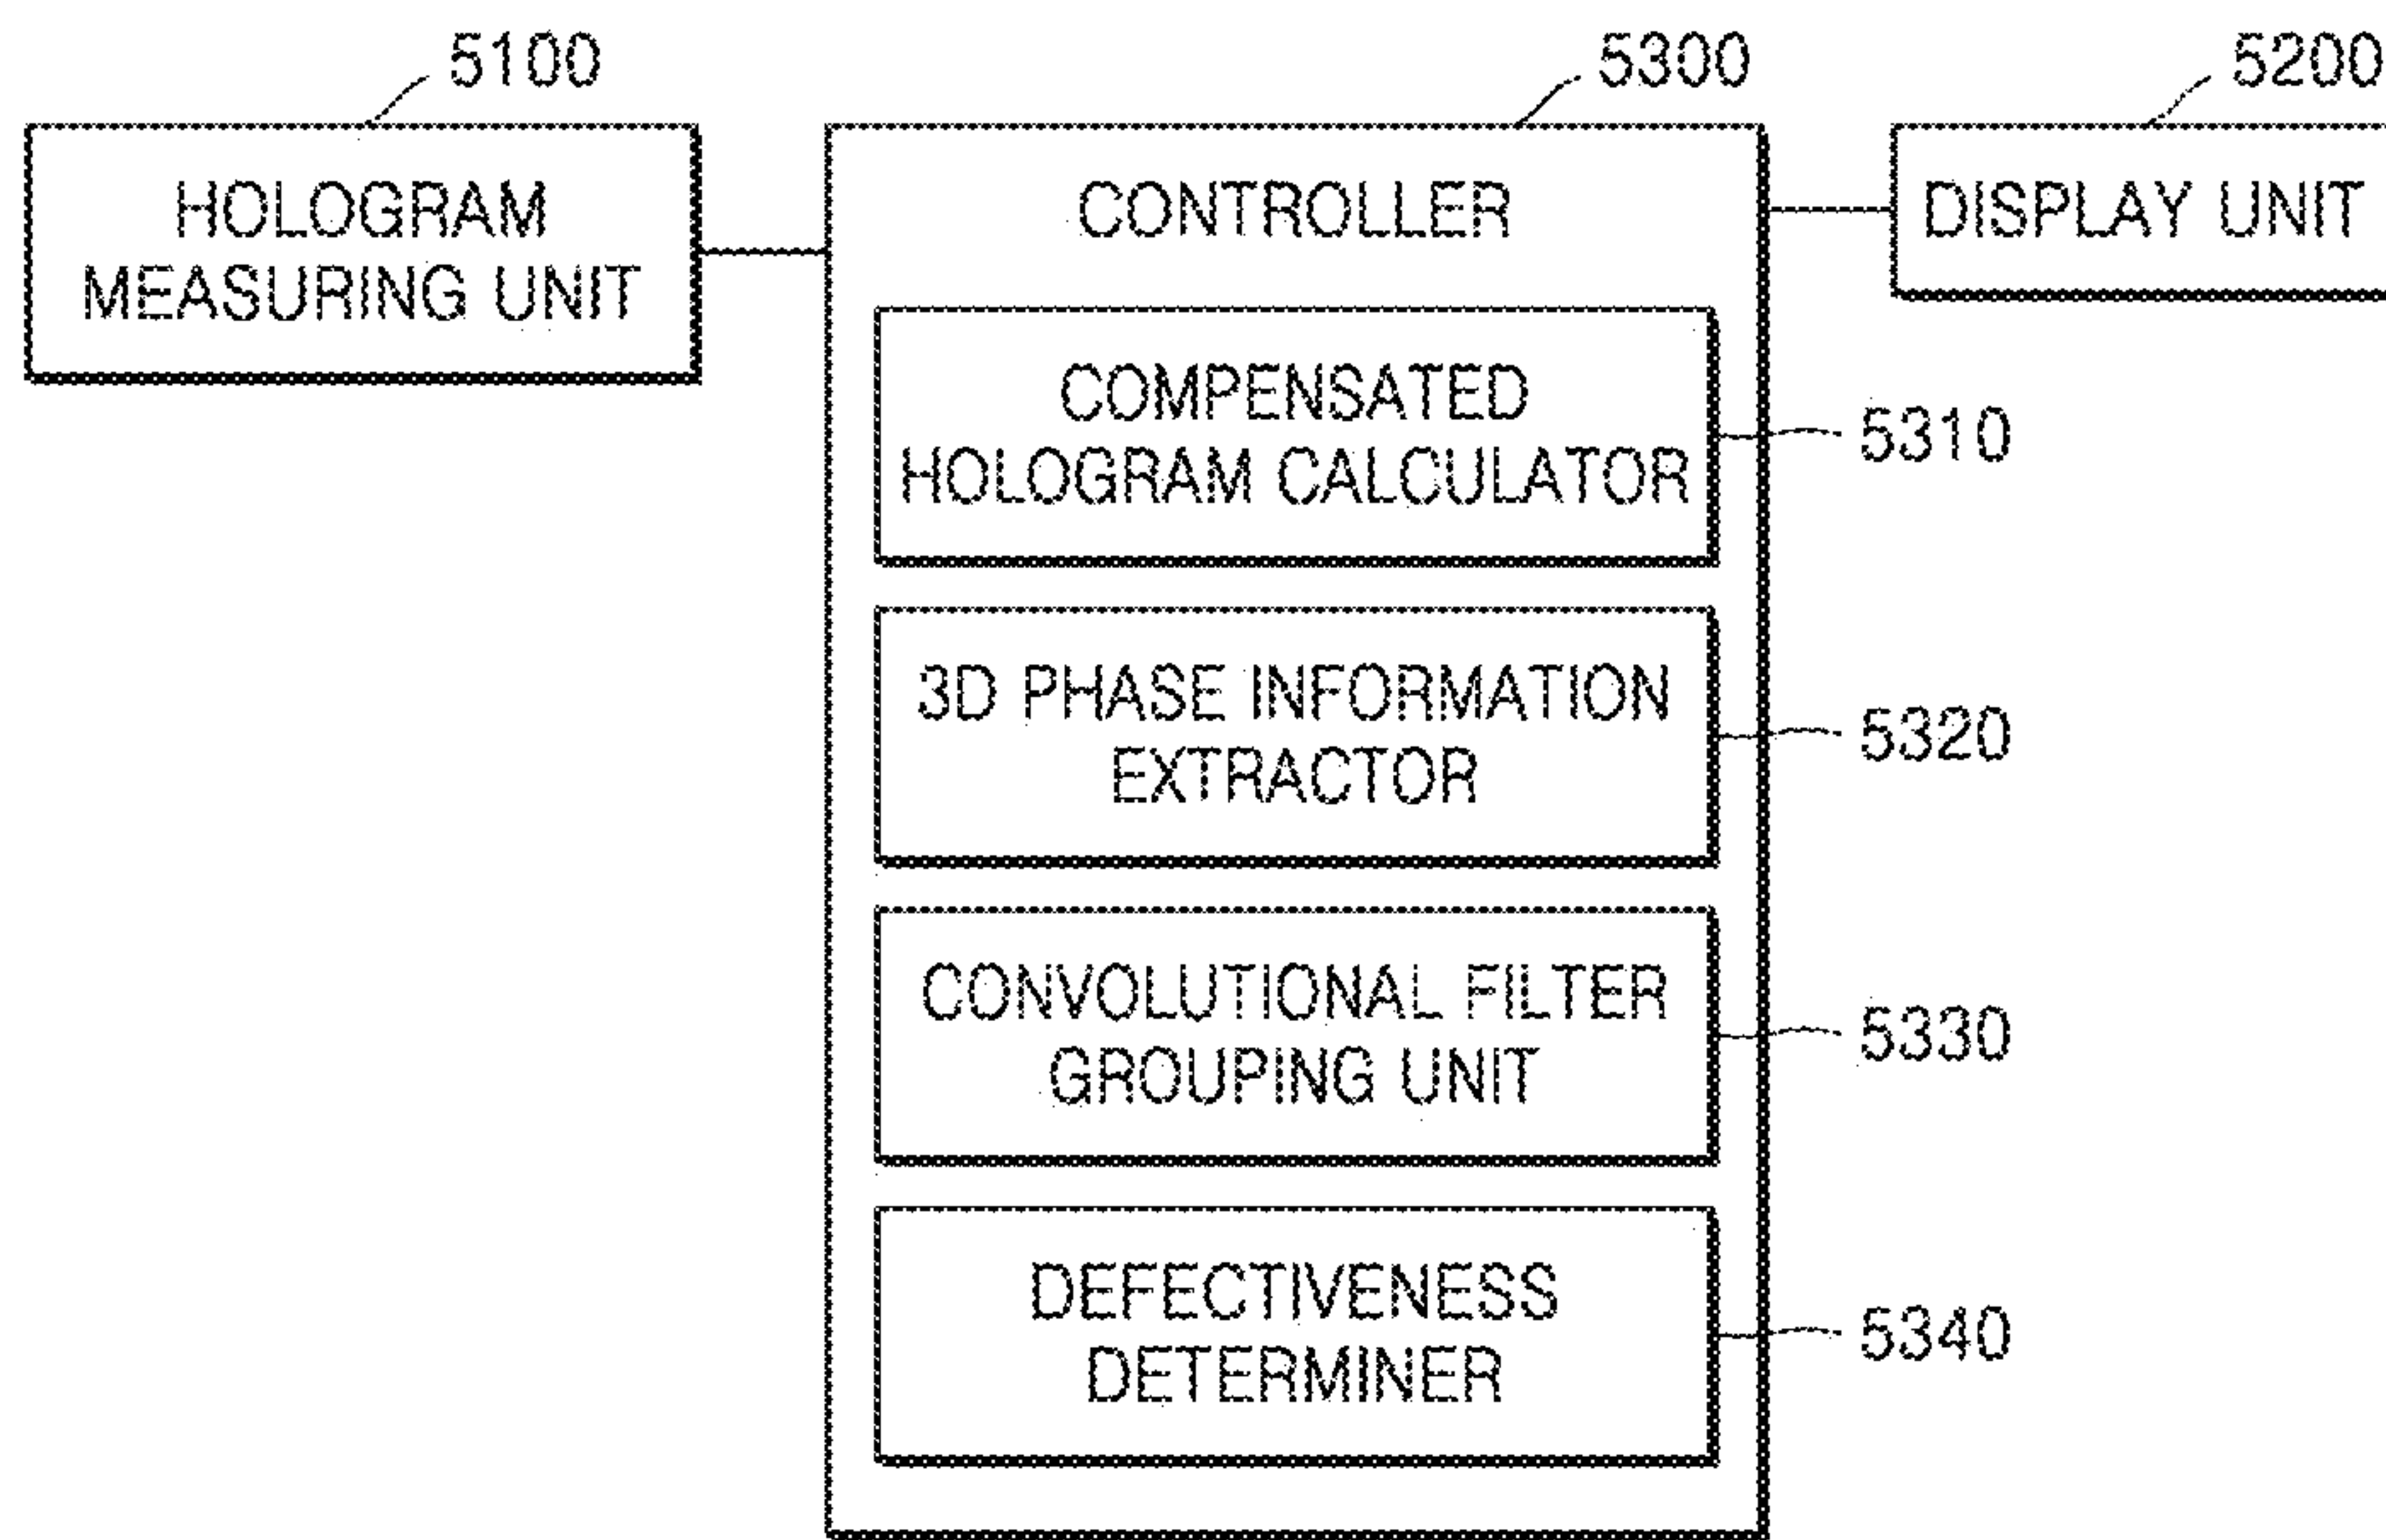 5100
5300
5200
HOLOGRAM
MEASURING UNIT
CONTROLLER
DISPLAY UNIT
COMPENSATED
HOLOGRAM CALCULATOR
5310
3D PHASE INFORMATION
EXTRACTOR
5320
CONVOLUTIONAL FILTER
GROUPING UNIT
5330
DEFECTIVENESS
DETERMINER
5340